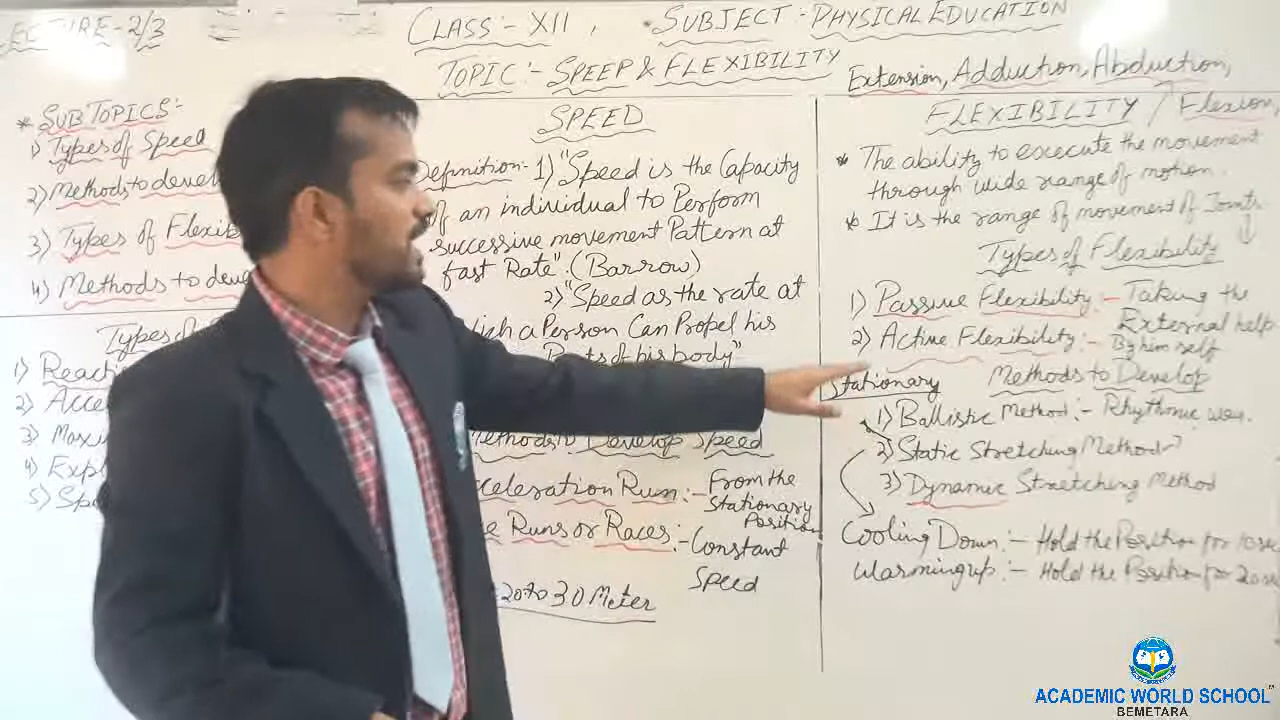 LECTURE-2/3
CLASS:- XII, SUBJECT-PHYSICAL EDUCATION
TOPIC:- SPEEP & FLEXIBILITY
Extension, Adduction, Abduction,
Flexion,
* SUB TOPICS:-
1) Types of Speed
2) Methods to devel
3) Types of Flexib
4) Methods to deve
Types of
1) Reacti
2) Acce
3) Maxi
4) Expl
5) Spe
SPEED
Definition:- 1) "Speed is the Capacity
of an individual to Perform
successive movement Pattern at
fast Rate". (Barrow)
2) "Speed as the rate at
which a Person Can Propel his
Parts of his body"
Methods to Develop Speed
cceleration Run:- From the
Stationary
Position
e Runs or Races:- Constant
Speed
20 to 30 Meter
FLEXIBILITY
* The ability to execute the movement
through wide range of motion.
* It is the range of movement of Joints
Types of Flexibility
1) Passive Flexibility:- Taking the
External help
2) Active Flexibility:- By him self
Stationary
Methods to Develop
1) Ballistic Method:- Rhythmic way.
2) Static Stretching Method
3) Dynamic Stretching Method
Cooling Down:- Hold the Position for 10 sec
Warming up:- Hold the Position for 20 sec
ACADEMIC WORLD SCHOOL
BEMETARA